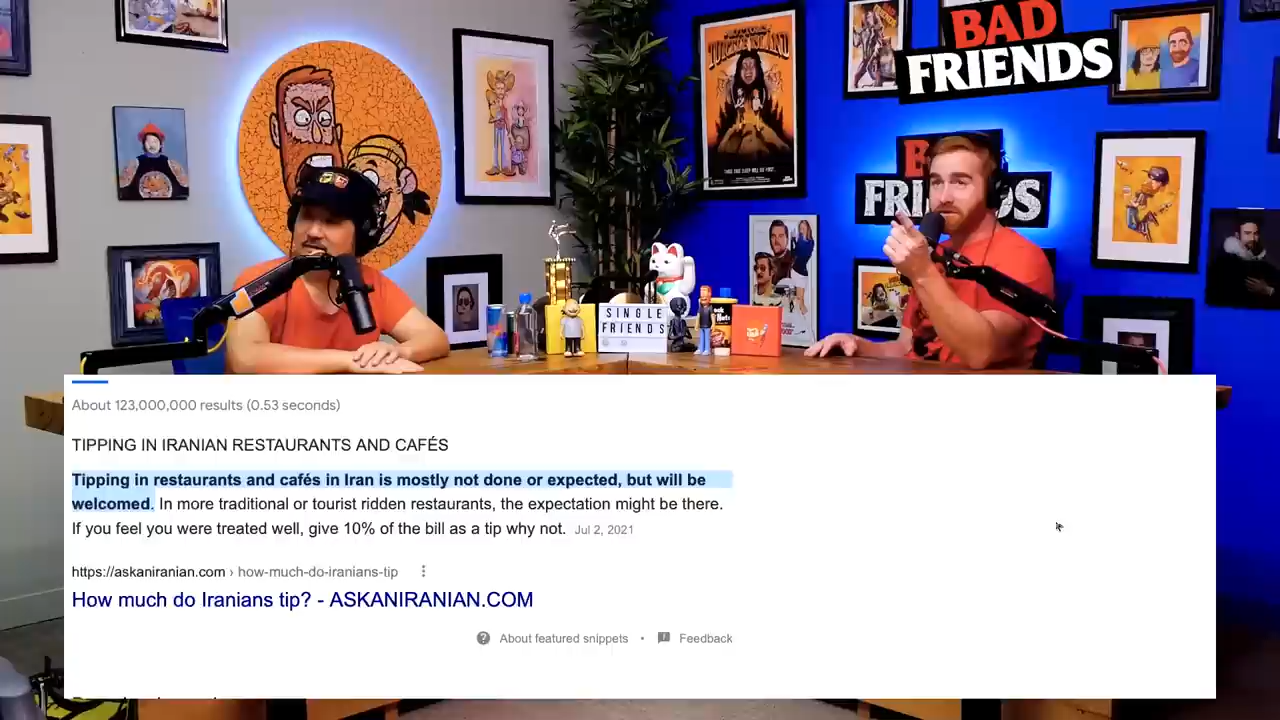 BAD
FRIENDS
TURTLE ISLAND
SINGLE
FRIENDS
About 123,000,000 results (0.53 seconds)
TIPPING IN IRANIAN RESTAURANTS AND CAFÉS
Tipping in restaurants and cafés in Iran is mostly not done or expected, but will be
welcomed. In more traditional or tourist ridden restaurants, the expectation might be there.
If you feel you were treated well, give 10% of the bill as a tip why not. Jul 2, 2021
https://askaniranian.com › how-much-do-iranians-tip
How much do Iranians tip? - ASKANIRANIAN.COM
About featured snippets • Feedback